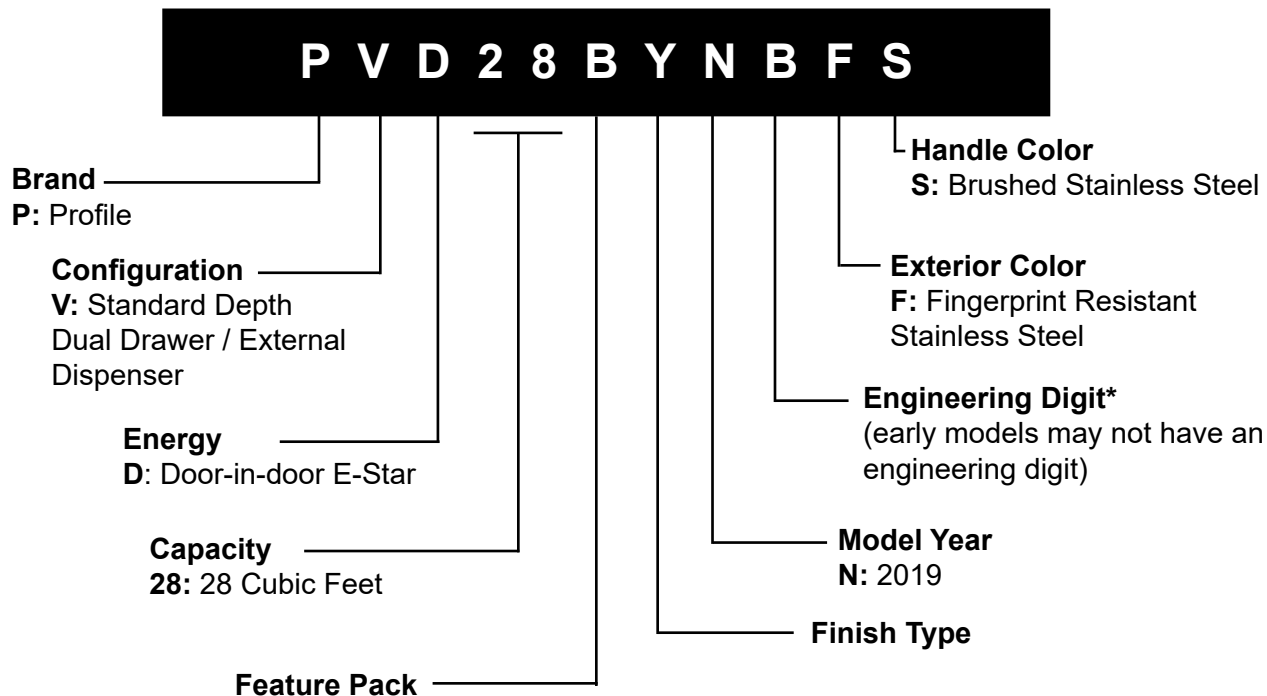 P V D 2 8 B Y N B F S
Brand
P: Profile
Configuration
V: Standard Depth
Dual Drawer / External
Dispenser
Energy
D: Door-in-door E-Star
Capacity
28: 28 Cubic Feet
Feature Pack
Handle Color
S: Brushed Stainless Steel
Exterior Color
F: Fingerprint Resistant
Stainless Steel
Engineering Digit*
(early models may not have an
engineering digit)
Model Year
N: 2019
Finish Type